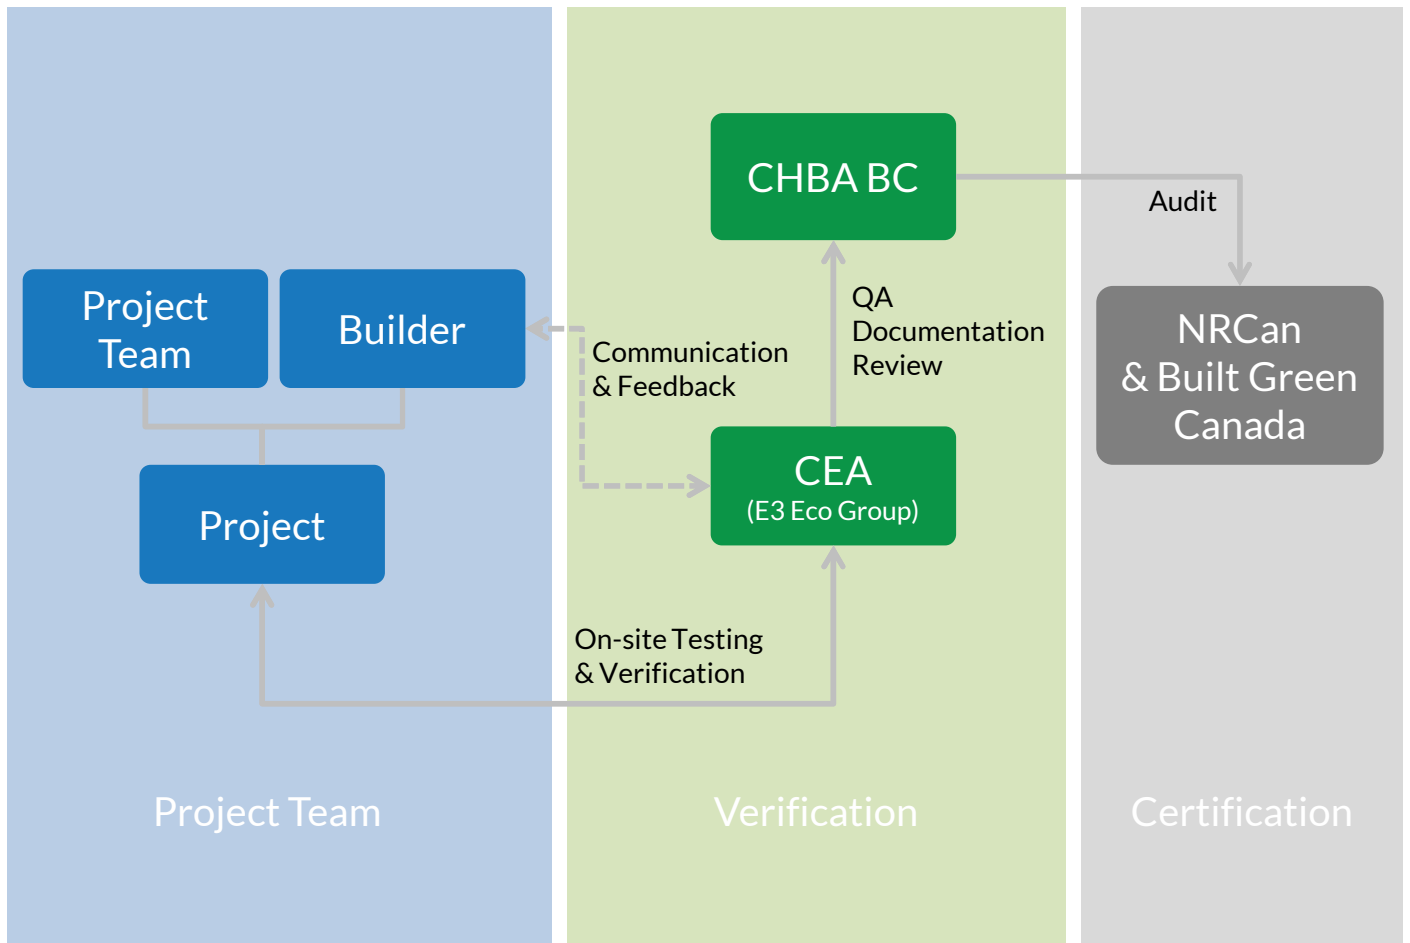 CHBA BC
Audit
Project
Team
Builder
QA
Documentation
Review
Communication
& Feedback
NRCan
& Built Green
Canada
CEA
(E3 Eco Group)
Project
On-site Testing
& Verification
Project Team
Verification
Certification